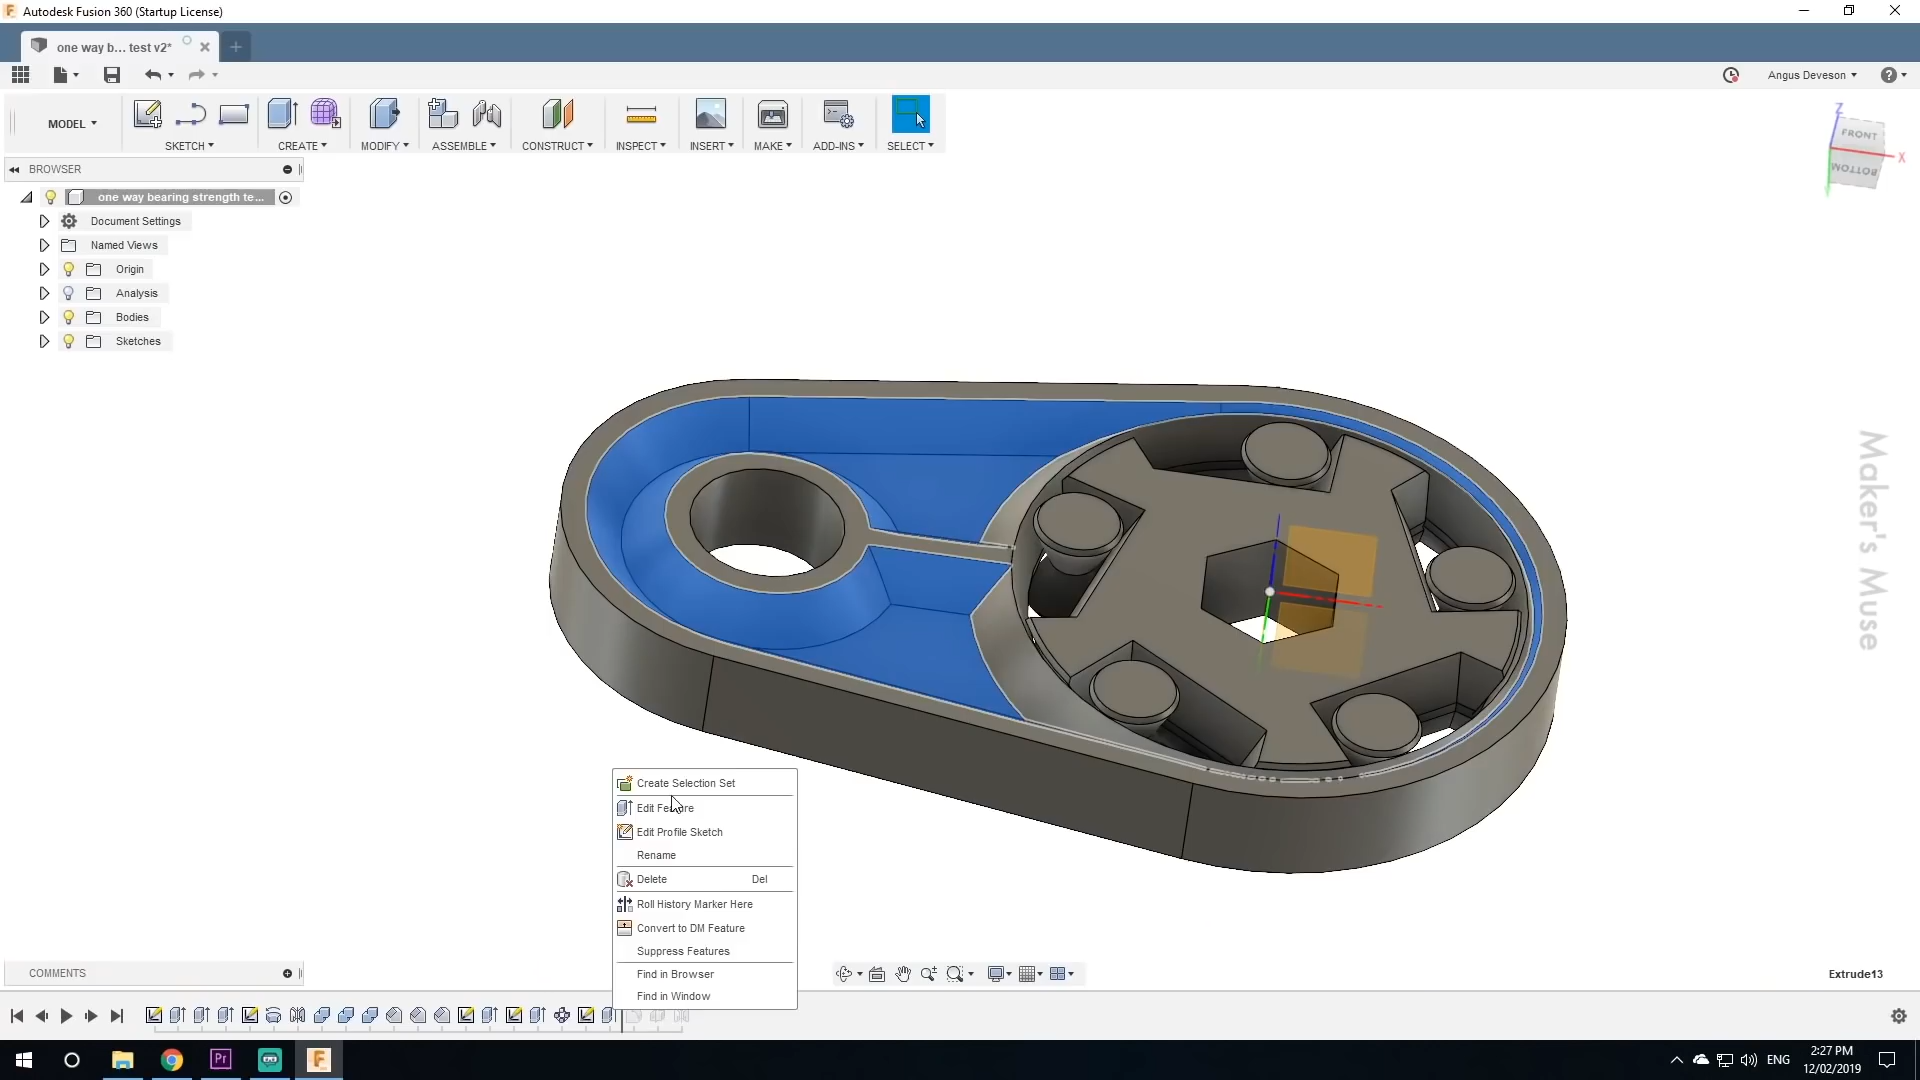 Autodesk Fusion 360 (Startup License)
one way b... test v2*
Angus Deveson
MODEL
SKETCH
CREATE
MODIFY
ASSEMBLE
CONSTRUCT
INSPECT
INSERT
MAKE
ADD-INS
SELECT
Z
FRONT
X
BOTTOM
BROWSER
one way bearing strength te...
Document Settings
Named Views
Origin
Analysis
Bodies
Sketches
Maker's Muse
Create Selection Set
Edit Feature
Edit Profile Sketch
Rename
Delete Del
Roll History Marker Here
Convert to DM Feature
Suppress Features
Find in Browser
Find in Window
COMMENTS
Extrude13
Pr
ENG
2:27 PM
12/02/2019